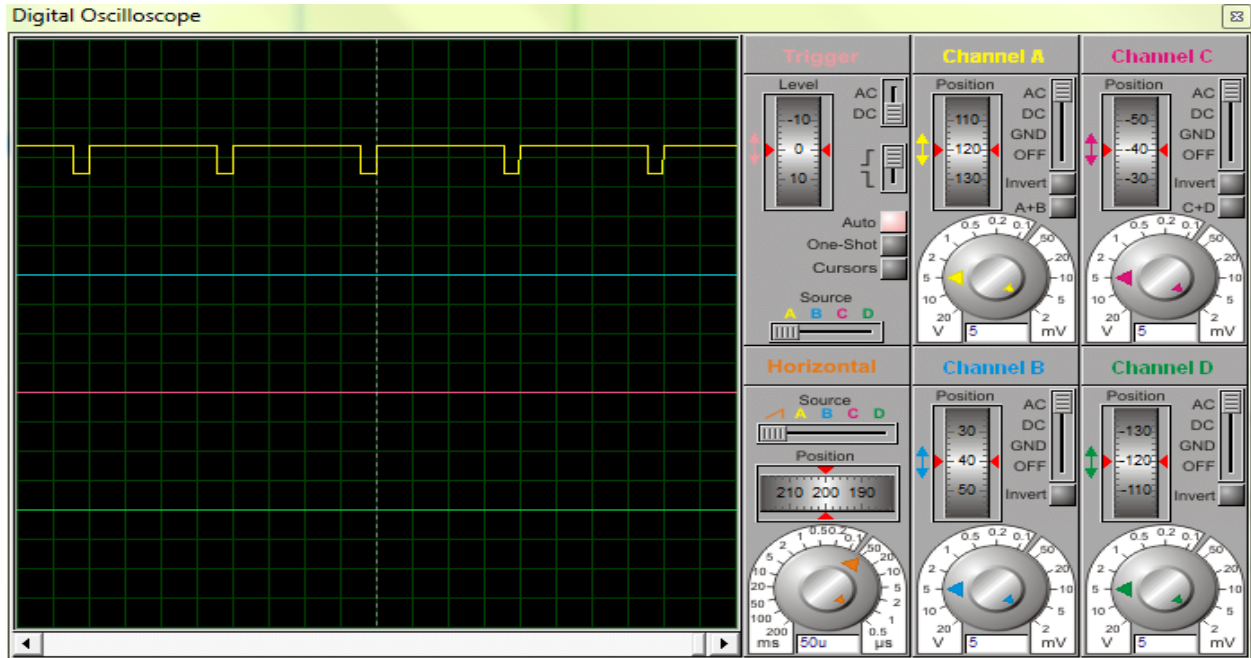 Digital Oscilloscope
Trigger
Level
AC
DC
-10
0
10
Auto
One-Shot
Cursors
Source
A B C D
Channel A
Position
AC
DC
GND
OFF
110
120
130
Invert
A+B
20 10 5 2 1 0.5 0.2 0.1 50 20 10 5 2
V 5 mV
Channel C
Position
AC
DC
GND
OFF
-50
-40
-30
Invert
C+D
20 10 5 2 1 0.5 0.2 0.1 50 20 10 5 2
V 5 mV
Horizontal
Source
A B C D
Position
210 200 190
200 100 50 20 10 5 2 1 0.5 0.2 0.1 50 20 10 5 2 1 0.5
ms 50u µs
Channel B
Position
AC
DC
GND
OFF
30
40
50
Invert
20 10 5 2 1 0.5 0.2 0.1 50 20 10 5 2
V 5 mV
Channel D
Position
AC
DC
GND
OFF
-130
-120
-110
Invert
20 10 5 2 1 0.5 0.2 0.1 50 20 10 5 2
V 5 mV